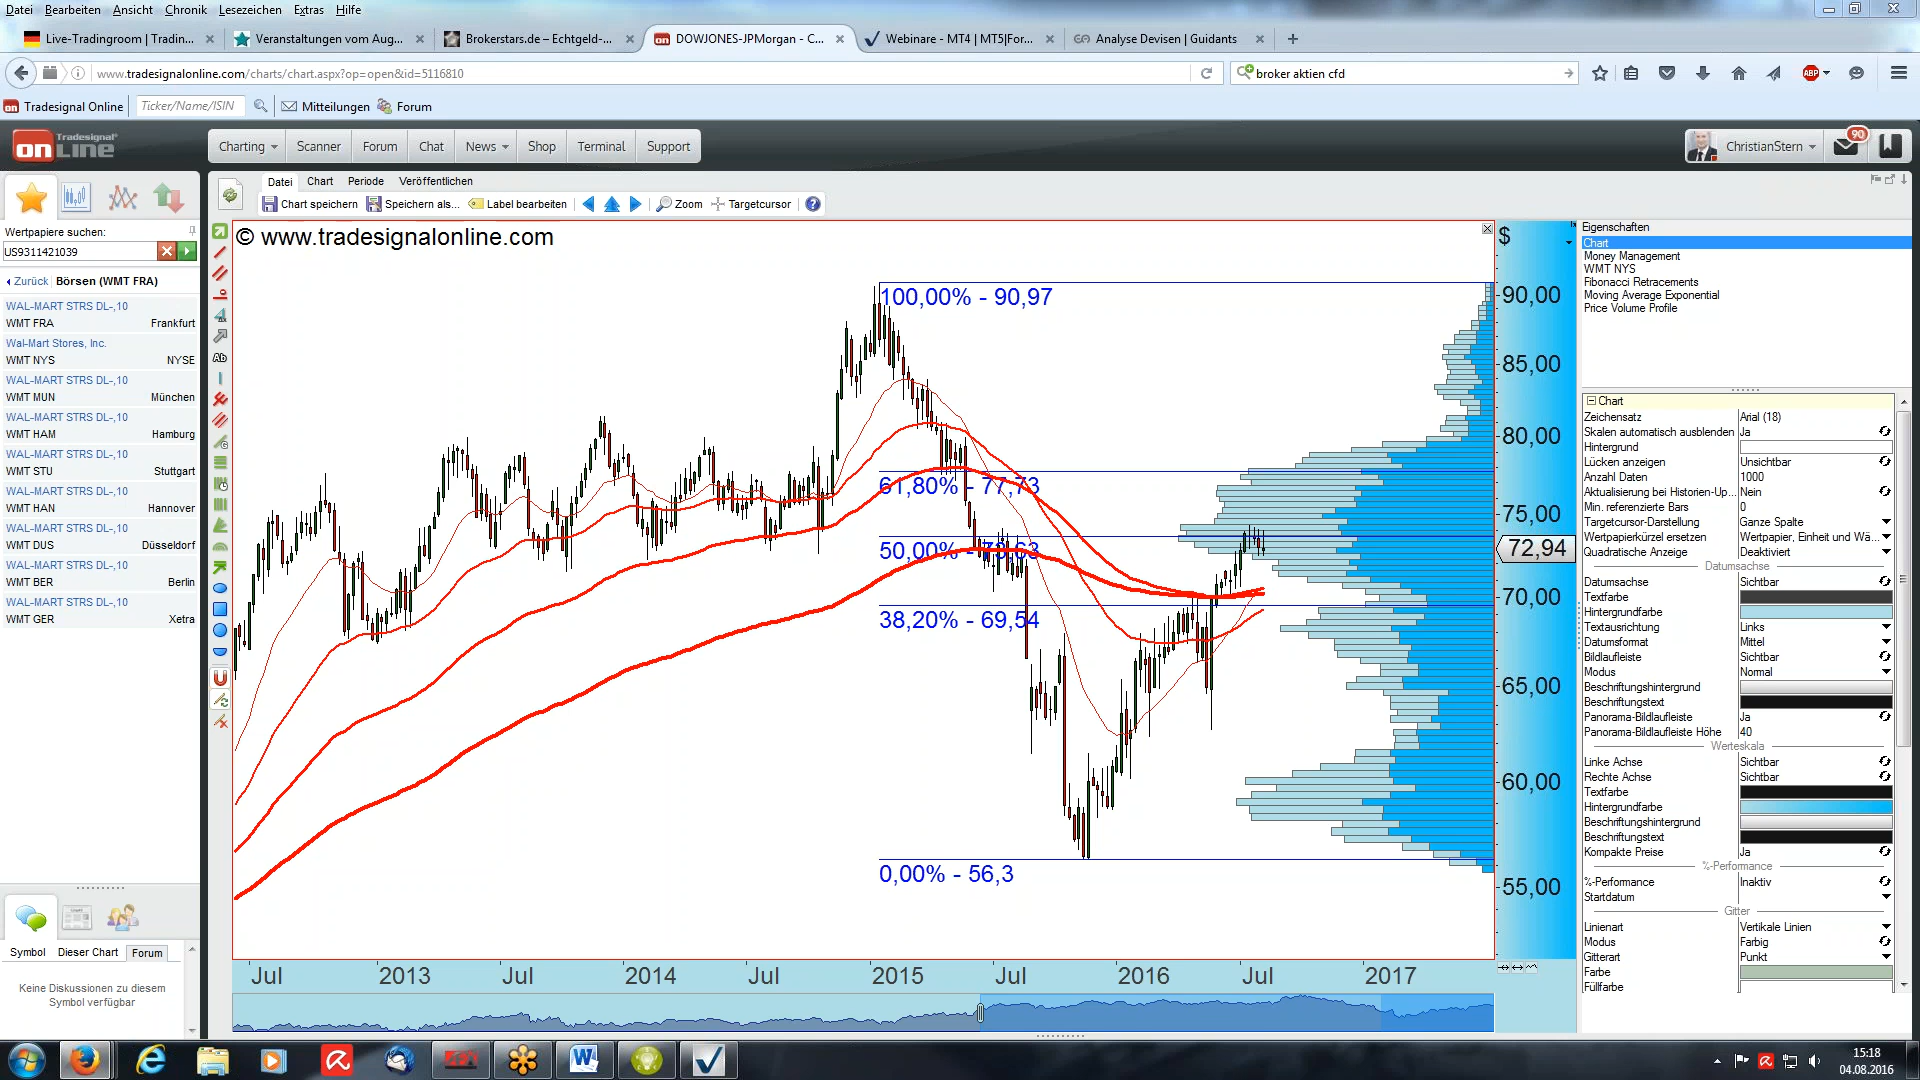 Datei Bearbeiten Ansicht Chronik Lesezeichen Extras Hilfe
Live-Tradingroom | Tradin...
Veranstaltungen vom Aug...
Brokerstars.de – Echtgeld-...
DOWJONES-JPMorgan - C...
Webinare - MT4 | MT5|For...
Analyse Devisen | Guidants
www.tradesignalonline.com/charts/chart.aspx?op=open&id=5116810
broker aktien cfd
ABP
Tradesignal Online
Ticker/Name/ISIN
Mitteilungen
Forum
Tradesignal
on LINE
Charting
Scanner
Forum
Chat
News
Shop
Terminal
Support
ChristianStern
90
Datei Chart Periode Veröffentlichen
Chart speichern
Speichern als...
Label bearbeiten
Zoom
Targetcursor
Wertpapiere suchen:
US9311421039
Zurück
Börsen (WMT FRA)
WAL-MART STRS DL-,10
WMT FRA Frankfurt
Wal-Mart Stores, Inc.
WMT NYS NYSE
WAL-MART STRS DL-,10
WMT MUN München
WAL-MART STRS DL-,10
WMT HAM Hamburg
WAL-MART STRS DL-,10
WMT STU Stuttgart
WAL-MART STRS DL-,10
WMT HAN Hannover
WAL-MART STRS DL-,10
WMT DUS Düsseldorf
WAL-MART STRS DL-,10
WMT BER Berlin
WAL-MART STRS DL-,10
WMT GER Xetra
Symbol Dieser Chart Forum
Keine Diskussionen zu diesem
Symbol verfügbar
Ab
© www.tradesignalonline.com
100,00% - 90,97
61,80% - 77,73
50,00% - 73,63
38,20% - 69,54
0,00% - 56,3
$
90,00
85,00
80,00
75,00
72,94
70,00
65,00
60,00
55,00
Jul 2013 Jul 2014 Jul 2015 Jul 2016 Jul 2017
Eigenschaften
Chart
Money Management
WMT NYS
Fibonacci Retracements
Moving Average Exponential
Price Volume Profile
Chart
Zeichensatz Arial (18)
Skalen automatisch ausblenden Ja
Hintergrund
Lücken anzeigen Unsichtbar
Anzahl Daten 1000
Aktualisierung bei Historien-Up... Nein
Min. referenzierte Bars 0
Targetcursor-Darstellung Ganze Spalte
Wertpapierkürzel ersetzen Wertpapier, Einheit und Wä...
Quadratische Anzeige Deaktiviert
Datumsachse
Datumsachse Sichtbar
Textfarbe
Hintergrundfarbe
Textausrichtung Links
Datumsformat Mittel
Bildlaufleiste Sichtbar
Modus Normal
Beschriftungshintergrund
Beschriftungstext
Panorama-Bildlaufleiste Ja
Panorama-Bildlaufleiste Höhe 40
Werteskala
Linke Achse Sichtbar
Rechte Achse Sichtbar
Textfarbe
Hintergrundfarbe
Beschriftungshintergrund
Beschriftungstext
Kompakte Preise Ja
%-Performance
%-Performance Inaktiv
Startdatum
Gitter
Linienart Vertikale Linien
Modus Farbig
Gitterart Punkt
Farbe
Füllfarbe
15:18
04.08.2016